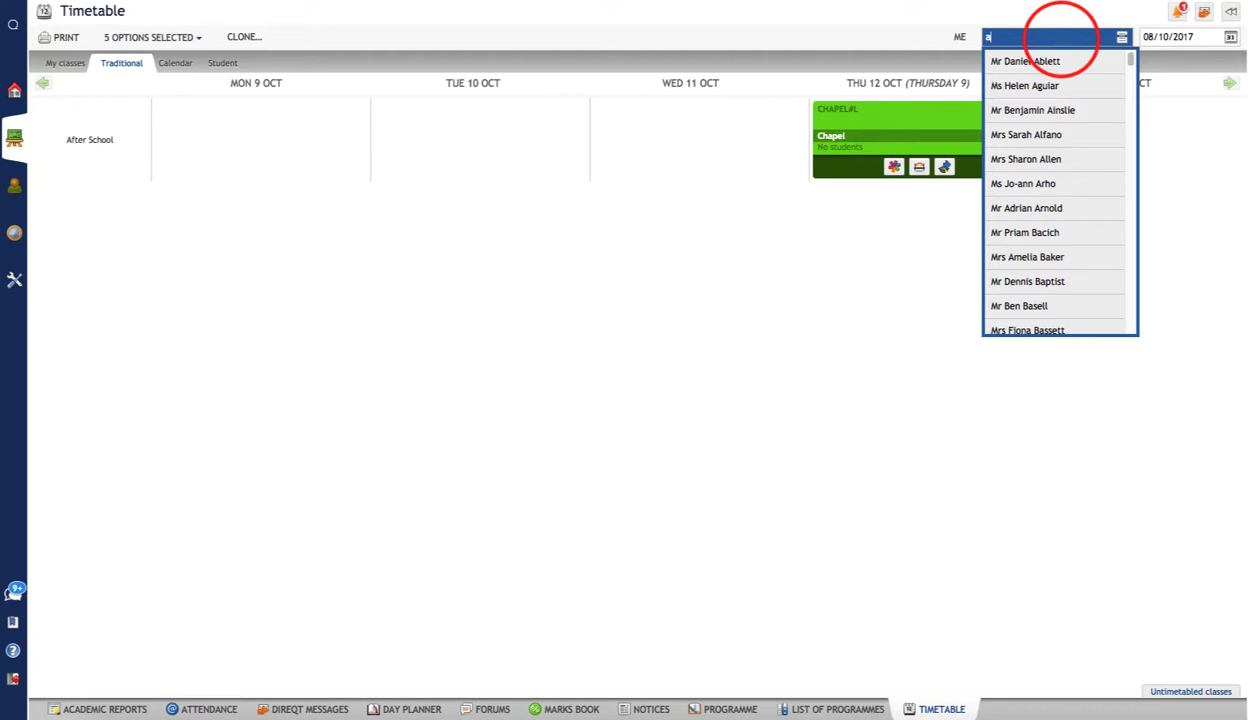 Timetable
PRINT
5 OPTIONS SELECTED
CLONE...
ME
a
08/10/2017
31
My classes
Traditional
Calendar
Student
MON 9 OCT
TUE 10 OCT
WED 11 OCT
THU 12 OCT (THURSDAY 9)
CT
After School
CHAPEL#L
Chapel
No students
Mr Daniel Ablett
Ms Helen Aguiar
Mr Benjamin Ainslie
Mrs Sarah Alfano
Mrs Sharon Allen
Ms Jo-ann Arho
Mr Adrian Arnold
Mr Priam Bacich
Mrs Amelia Baker
Mr Dennis Baptist
Mr Ben Basell
Mrs Fiona Bassett
1
9+
?
Untimetabled classes
ACADEMIC REPORTS
ATTENDANCE
DIREQT MESSAGES
DAY PLANNER
FORUMS
MARKS BOOK
NOTICES
PROGRAMME
LIST OF PROGRAMMES
TIMETABLE